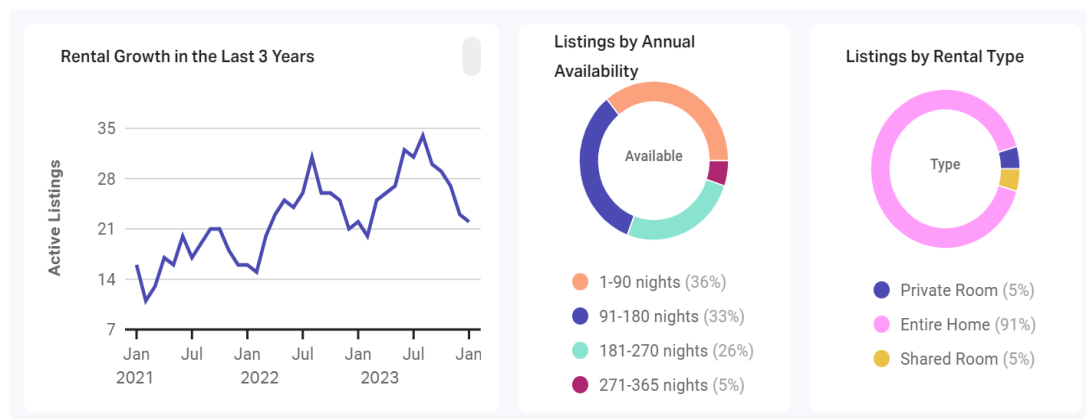 Rental Growth in the Last 3 Years
35
28
21
14
7
Active Listings
Jan
Jul
Jan
Jul
Jan
Jul
Jan
2021
2022
2023
Listings by Annual
Availability
Available
1-90 nights (36%)
91-180 nights (33%)
181-270 nights (26%)
271-365 nights (5%)
Listings by Rental Type
Type
Private Room (5%)
Entire Home (91%)
Shared Room (5%)